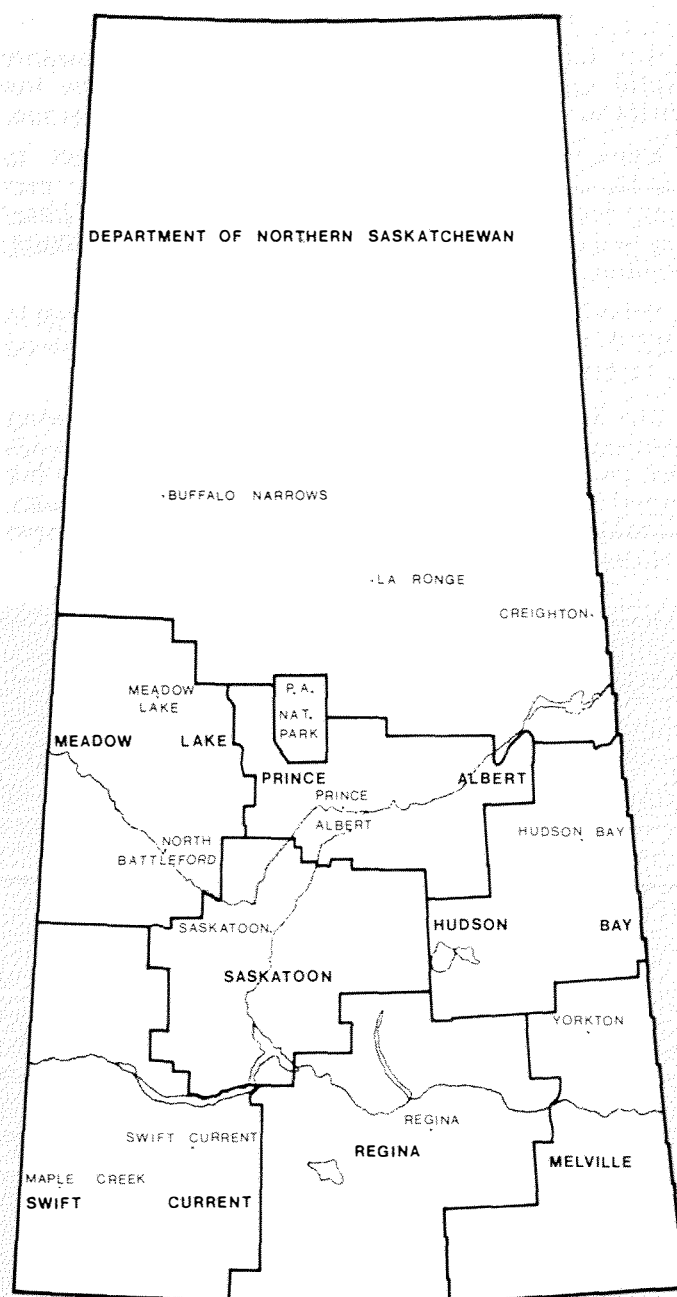 DEPARTMENT OF NORTHERN SASKATCHEWAN
BUFFALO NARROWS
LA RONGE
CREIGHTON
MEADOW
LAKE
P. A.
NAT.
PARK
MEADOW LAKE
PRINCE ALBERT
PRINCE
ALBERT
NORTH
BATTLEFORD
HUDSON BAY
SASKATOON
HUDSON BAY
SASKATOON
YORKTON
REGINA
SWIFT CURRENT
REGINA
MELVILLE
MAPLE CREEK
SWIFT CURRENT